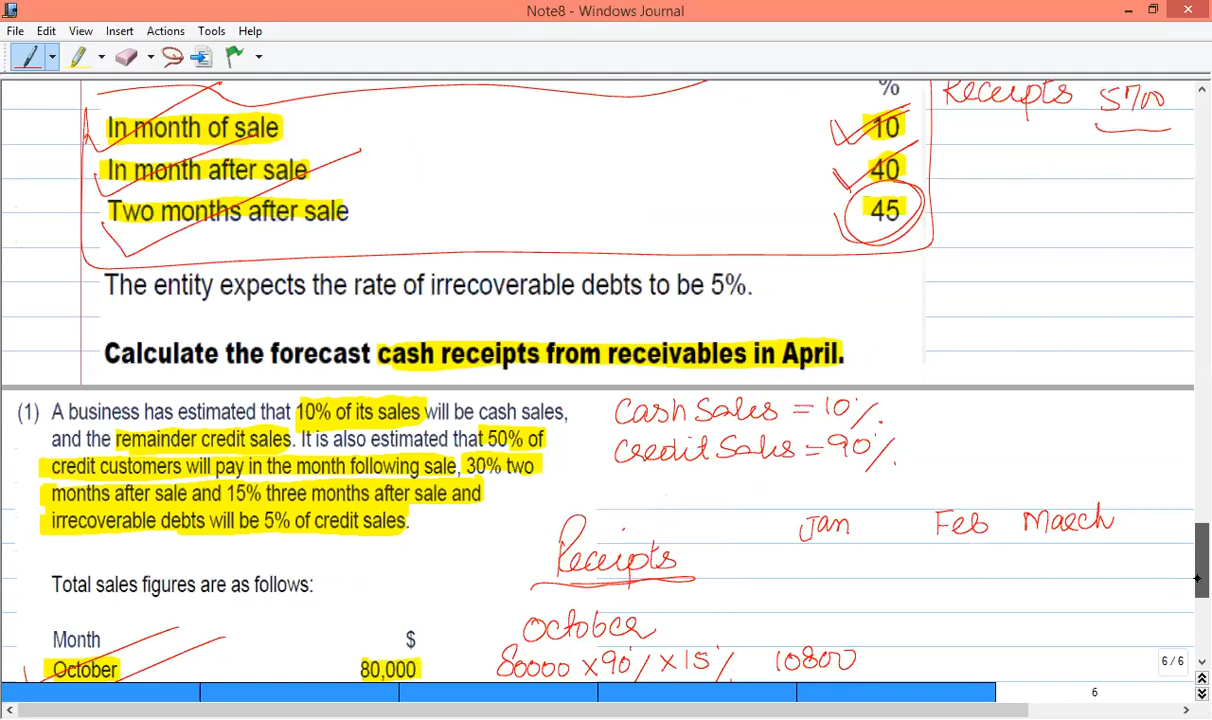 Note8 - Windows Journal
File Edit View Insert Actions Tools Help
% Receipts 5700
In month of sale 10
In month after sale 40
Two months after sale 45
The entity expects the rate of irrecoverable debts to be 5%.
Calculate the forecast cash receipts from receivables in April.
(1) A business has estimated that 10% of its sales will be cash sales,
and the remainder credit sales. It is also estimated that 50% of
credit customers will pay in the month following sale, 30% two
months after sale and 15% three months after sale and
irrecoverable debts will be 5% of credit sales.
Total sales figures are as follows:
Month $
October 80,000
Cash Sales = 10%.
Credit Sales = 90%.
Jan Feb March
Receipts
October
80000 x 90% x 15%. 10800
6 / 6
6